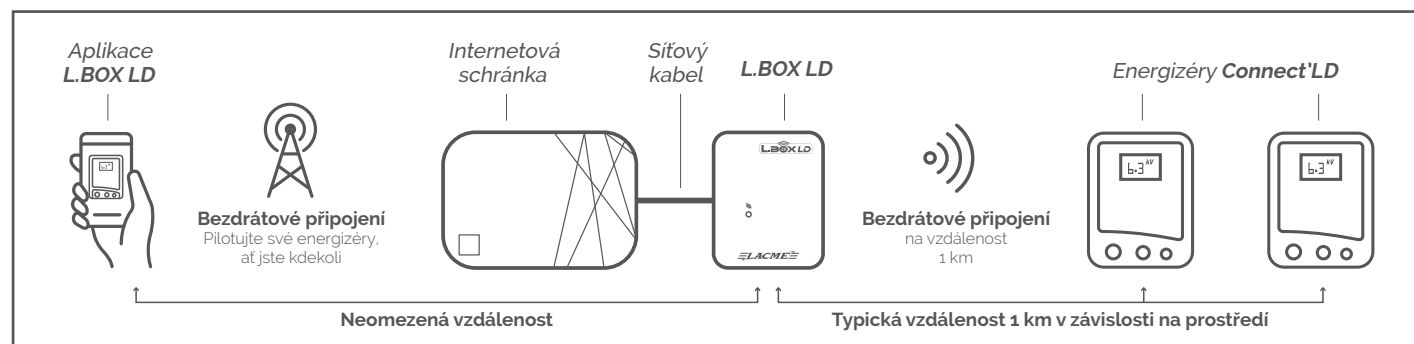 Aplikace
L.BOX LD
Internetová
schránka
Síťový
kabel
L.BOX LD
Energizéry Connect'LD
Bezdrátové připojení
Pilotujte své energizéry,
ať jste kdekoli
L.BOX LD
LACME
Bezdrátové připojení
na vzdálenost
1 km
6.3 kV
6.3 kV
Neomezená vzdálenost
Typická vzdálenost 1 km v závislosti na prostředí